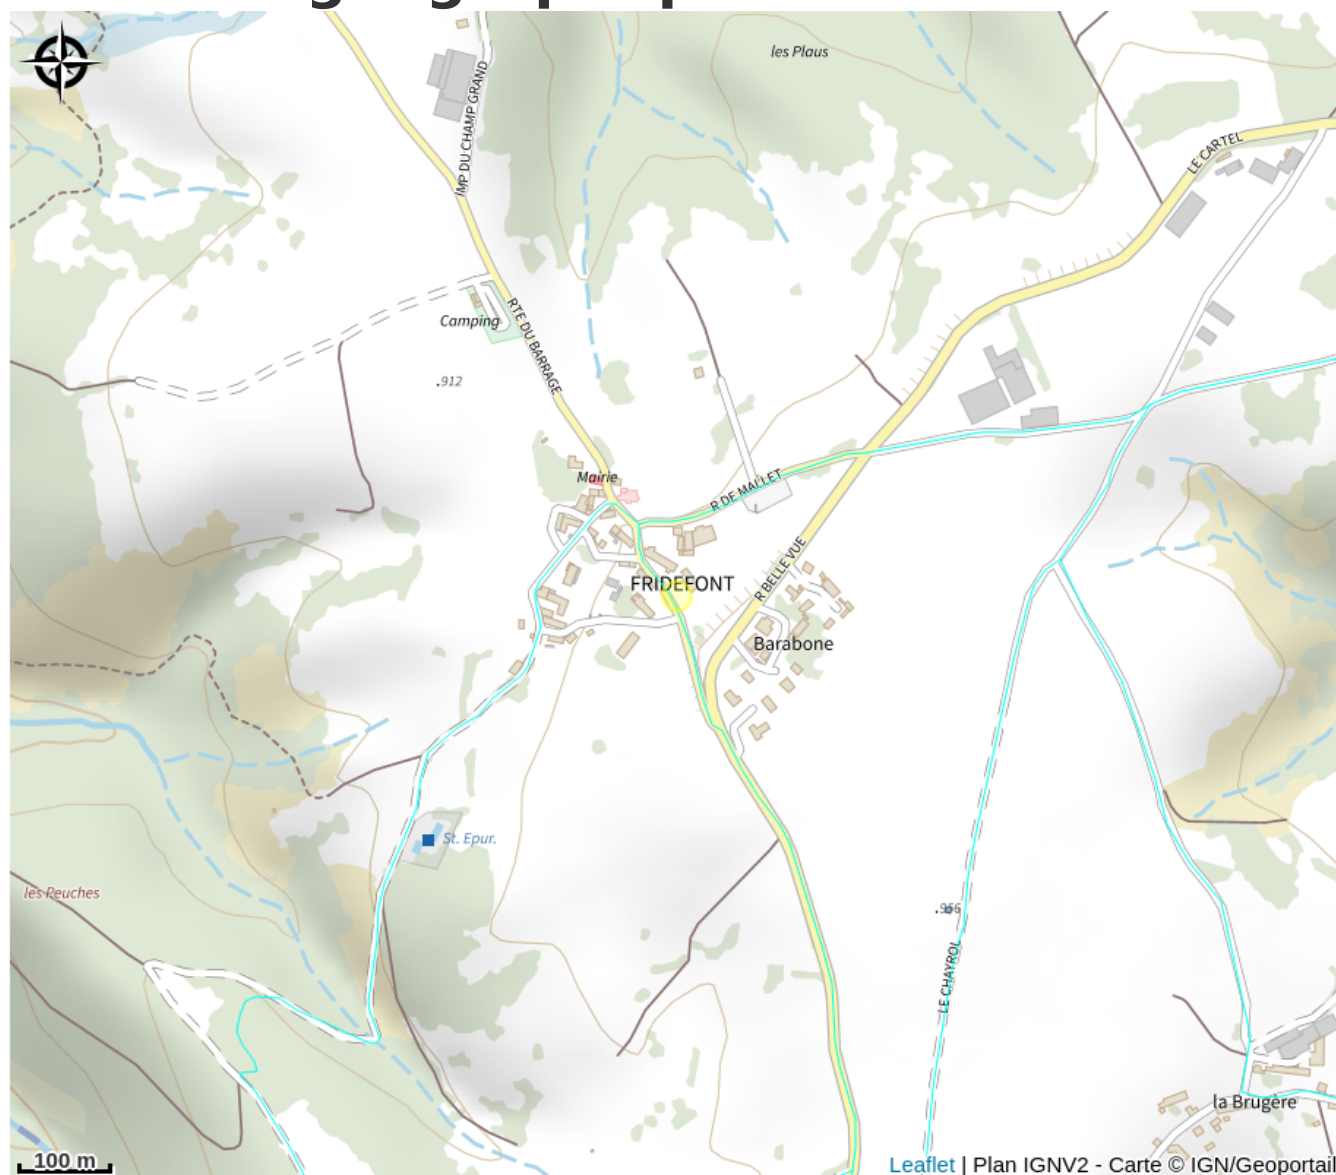 les Plaus
IMP DU CHAMP GRAND
LE CARTEL
RTE DU BARRAGE
Camping
.912
Mairie
R DE MALLET
R BELLE VUE
FRIDEFONT
Barabone
St. Epur.
les Peuches
.956
LE CHAYROL
la Brugère
100 m
Leaflet | Plan IGNV2 - Carte © IGN/Geoportail